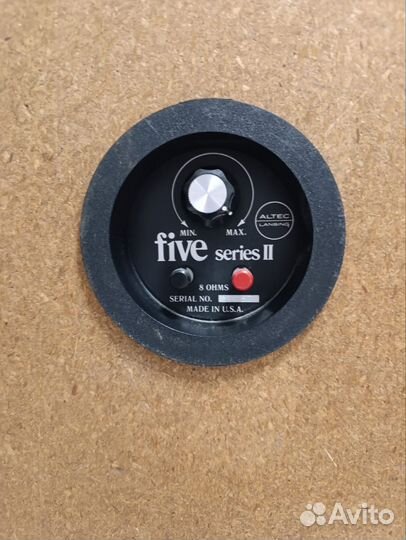 MIN. MAX.
ALTEC
LANSING
five series II
8 OHMS
SERIAL NO.
MADE IN U.S.A.
Avito